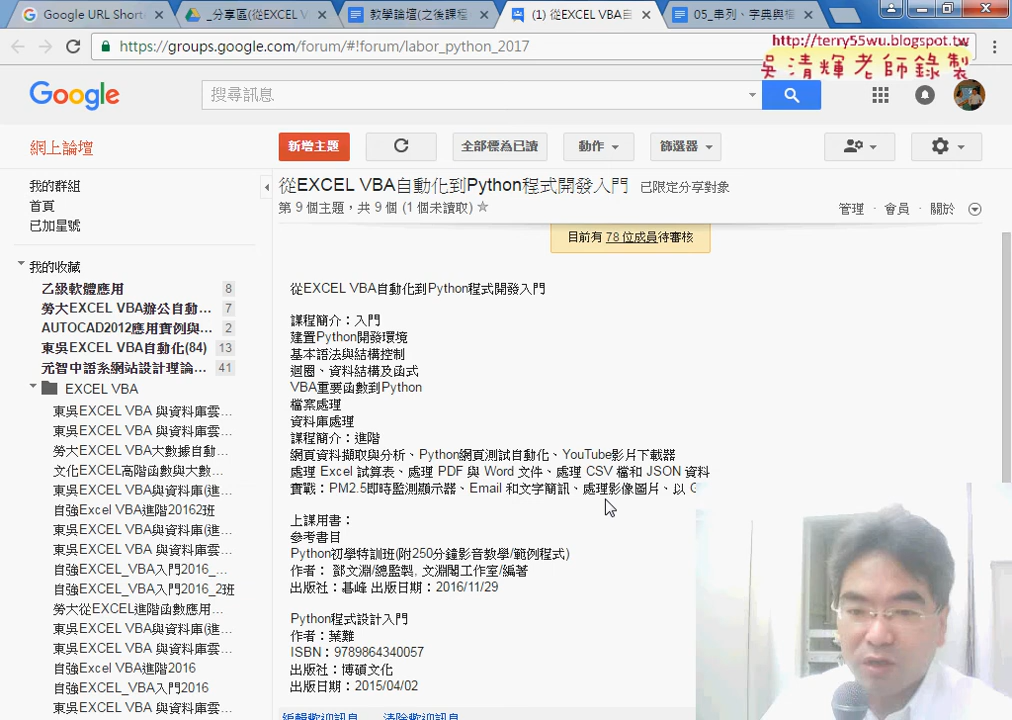 Google URL Short
_分享區(從EXCEL V
教學論壇(之後課程
(1) 從EXCEL VBA自
05_串列、字典與框
https://groups.google.com/forum/#!forum/labor_python_2017
http://terry55wu.blogspot.tw
吳清輝老師錄製
Google
搜尋訊息
網上論壇
新增主題
全部標為已讀
動作
篩選器
我的群組
首頁
已加星號
從EXCEL VBA自動化到Python程式開發入門 已限定分享對象
第 9 個主題，共 9 個 (1 個未讀取)
管理 · 會員 · 關於
目前有 78 位成員待審核
我的收藏
乙級軟體應用 8
勞大EXCEL VBA辦公自動... 7
AUTOCAD2012應用實例與... 2
東吳EXCEL VBA自動化(84) 13
元智中語系網站設計理論... 41
EXCEL VBA
東吳EXCEL VBA 與資料庫雲...
東吳EXCEL VBA 與資料庫雲...
勞大EXCEL VBA大數據自動...
文化EXCEL高階函數與大數...
東吳EXCEL VBA與資料庫(進...
自強Excel VBA進階20162班
東吳EXCEL VBA與資料庫(進...
東吳EXCEL VBA 與資料庫雲...
自強EXCEL_VBA入門2016_...
自強EXCEL_VBA入門2016_2班
勞大從EXCEL進階函數應用...
東吳EXCEL VBA與資料庫(進...
東吳EXCEL VBA 與資料庫雲...
自強Excel VBA進階2016
自強EXCEL_VBA入門2016
東吳EXCEL VBA 與資料庫雲...
從EXCEL VBA自動化到Python程式開發入門
課程簡介：入門
建置Python開發環境
基本語法與結構控制
迴圈、資料結構及函式
VBA重要函數到Python
檔案處理
資料庫處理
課程簡介：進階
網頁資料擷取與分析、Python網頁測試自動化、YouTube影片下載器
處理 Excel 試算表、處理 PDF 與 Word 文件、處理 CSV 檔和 JSON 資料
實戰：PM2.5即時監測顯示器、Email 和文字簡訊、處理影像圖片、以 G
上課用書：
參考書目
Python初學特訓班(附250分鐘影音教學/範例程式)
作者： 鄧文淵/總監製, 文淵閣工作室/編著
出版社：碁峰 出版日期：2016/11/29
Python程式設計入門
作者：葉難
ISBN：9789864340057
出版社：博碩文化
出版日期：2015/04/02
編輯歡迎訊息 清除歡迎訊息